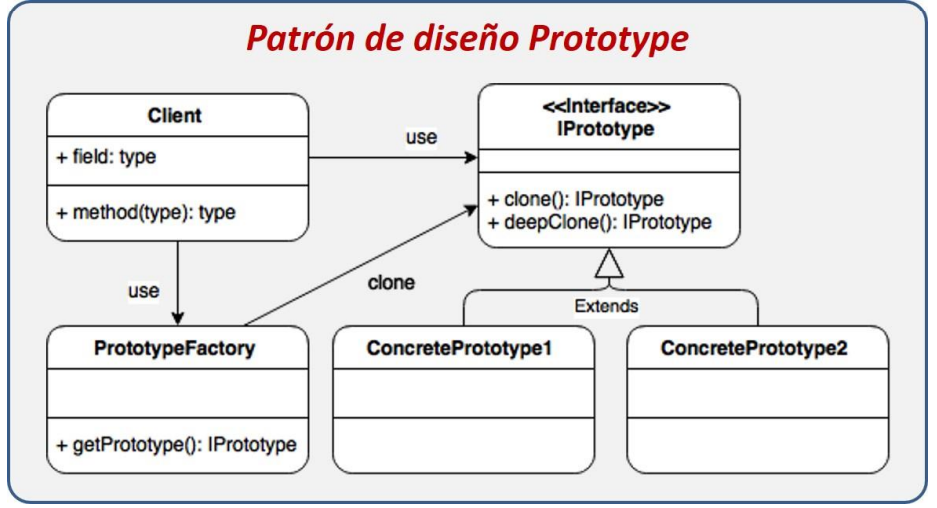 Patrón de diseño Prototype
Client
+ field: type
+ method(type): type
use
<<Interface>>
IPrototype
+ clone(): IPrototype
+ deepClone(): IPrototype
use
clone
Extends
PrototypeFactory
+ getPrototype(): IPrototype
ConcretePrototype1
ConcretePrototype2